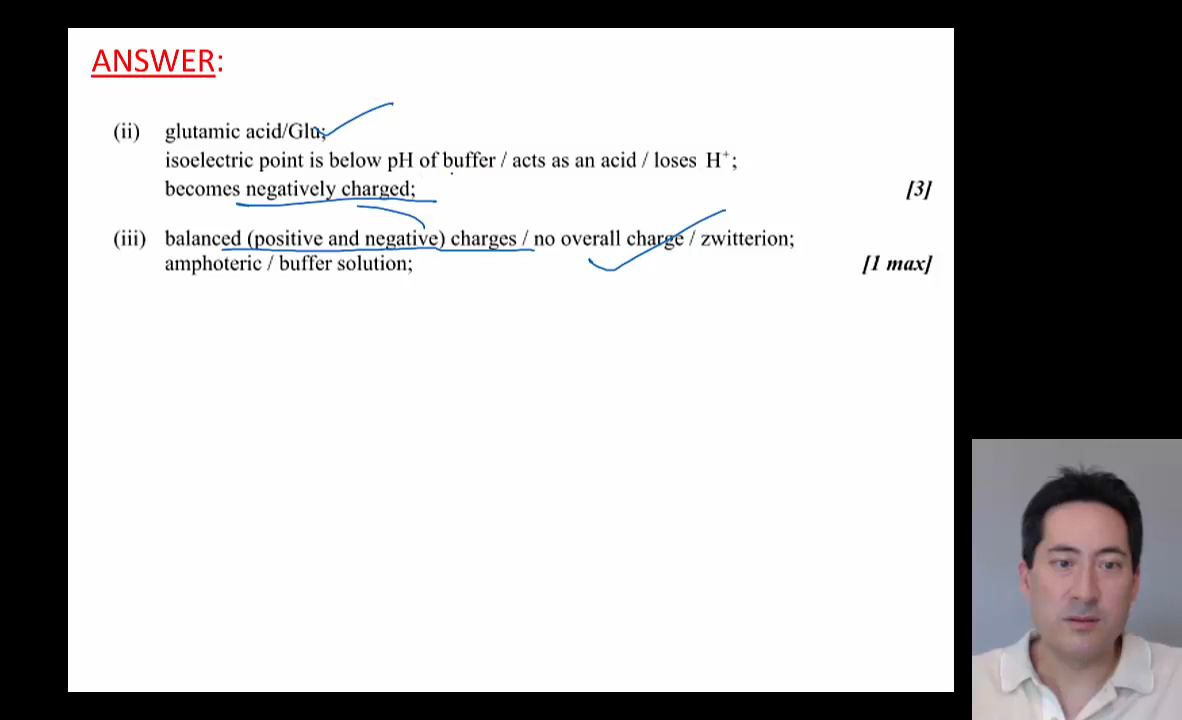 ANSWER:
(ii) glutamic acid/Glu;
isoelectric point is below pH of buffer / acts as an acid / loses H⁺;
becomes negatively charged; [3]
(iii) balanced (positive and negative) charges / no overall charge / zwitterion;
amphoteric / buffer solution; [1 max]